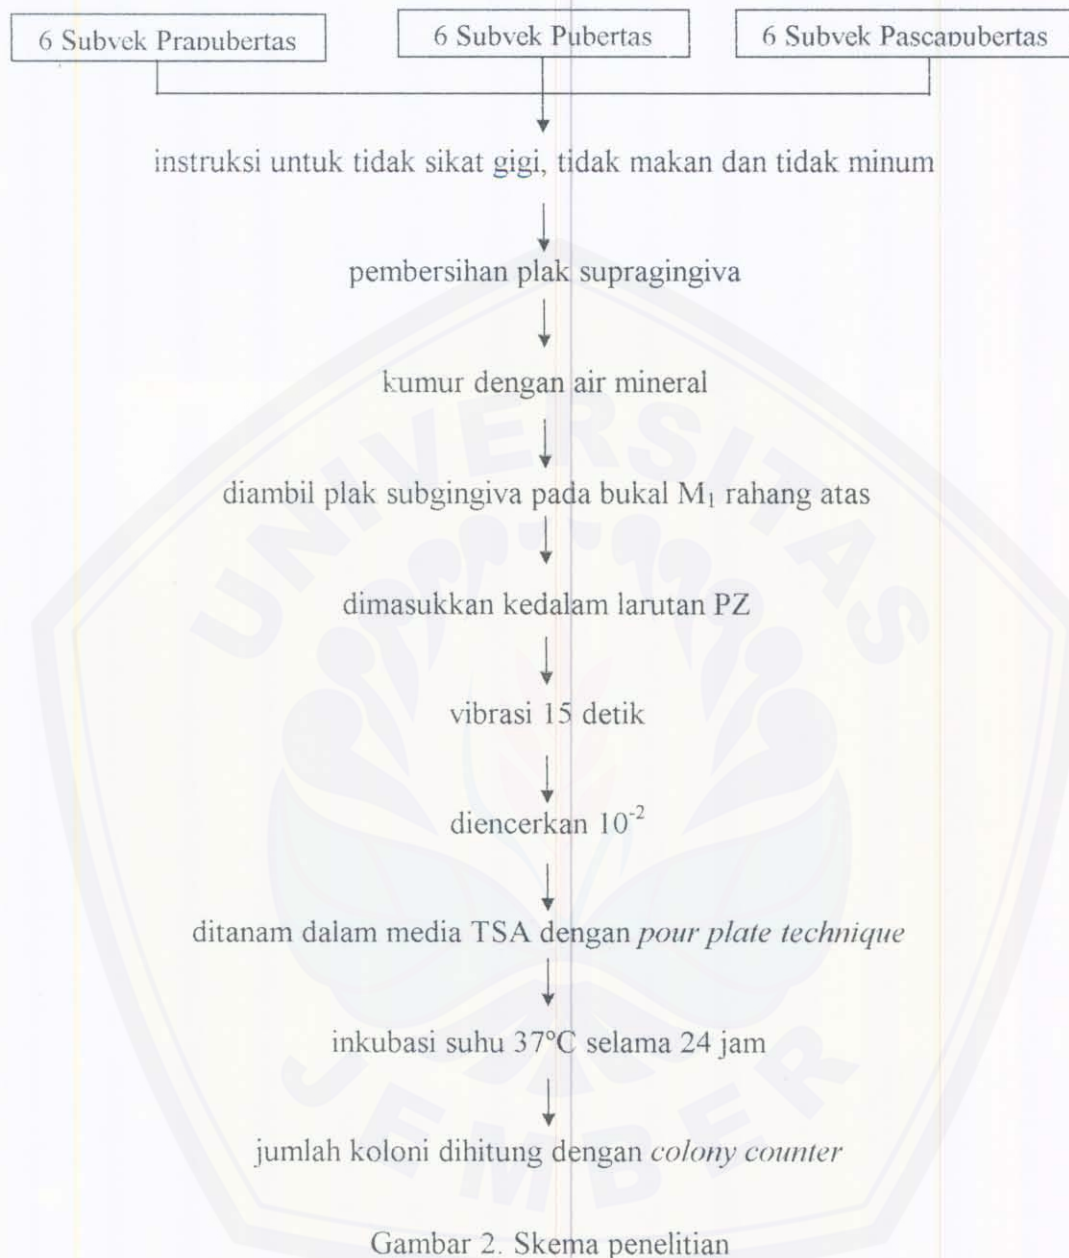 6 Subyek Prapubertas
6 Subyek Pubertas
6 Subyek Pascapubertas
instruksi untuk tidak sikat gigi, tidak makan dan tidak minum
pembersihan plak supragingiva
kumur dengan air mineral
diambil plak subgingiva pada bukal M₁ rahang atas
dimasukkan kedalam larutan PZ
vibrasi 15 detik
diencerkan 10⁻²
ditanam dalam media TSA dengan pour plate technique
inkubasi suhu 37°C selama 24 jam
jumlah koloni dihitung dengan colony counter
Gambar 2. Skema penelitian
UNIVERSITAS
JEMBER